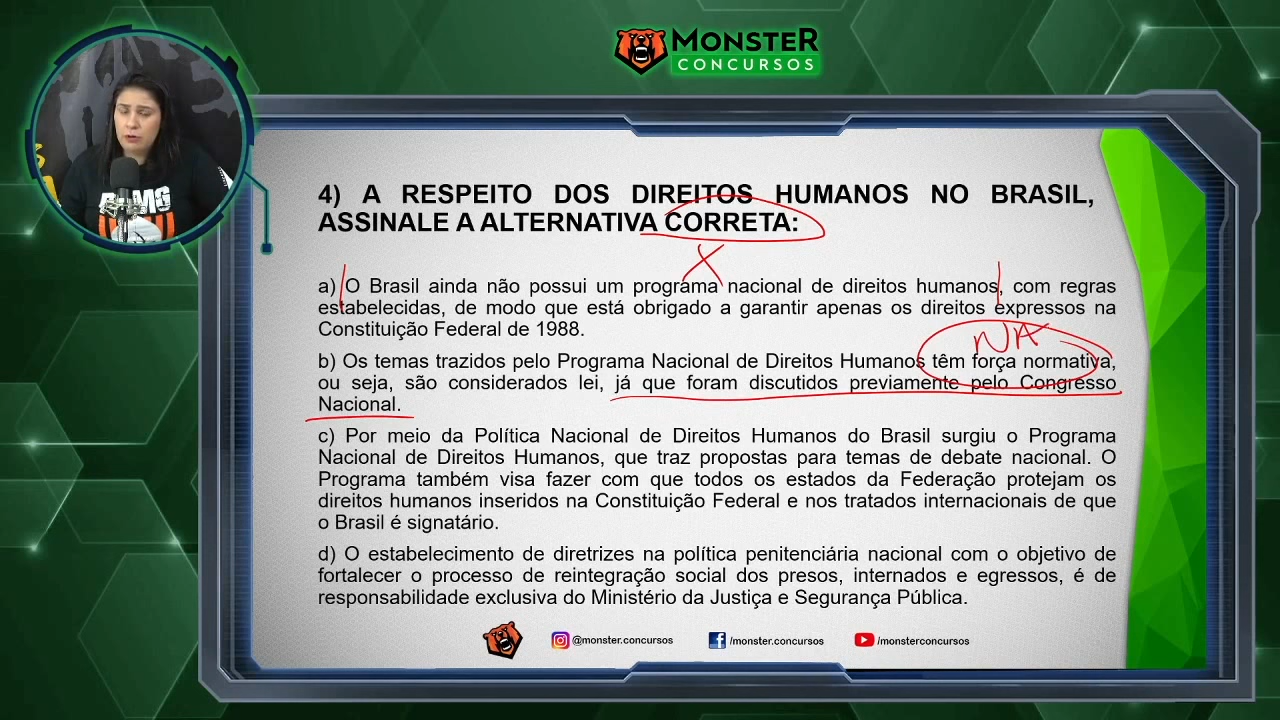 MONSTER
CONCURSOS
4) A RESPEITO DOS DIREITOS HUMANOS NO BRASIL,
ASSINALE A ALTERNATIVA CORRETA:
X
a) O Brasil ainda não possui um programa nacional de direitos humanos, com regras
estabelecidas, de modo que está obrigado a garantir apenas os direitos expressos na
Constituição Federal de 1988.
NA
b) Os temas trazidos pelo Programa Nacional de Direitos Humanos têm força normativa,
ou seja, são considerados lei, já que foram discutidos previamente pelo Congresso
Nacional.
c) Por meio da Política Nacional de Direitos Humanos do Brasil surgiu o Programa
Nacional de Direitos Humanos, que traz propostas para temas de debate nacional. O
Programa também visa fazer com que todos os estados da Federação protejam os
direitos humanos inseridos na Constituição Federal e nos tratados internacionais de que
o Brasil é signatário.
d) O estabelecimento de diretrizes na política penitenciária nacional com o objetivo de
fortalecer o processo de reintegração social dos presos, internados e egressos, é de
responsabilidade exclusiva do Ministério da Justiça e Segurança Pública.
@monster.concursos /monster.concursos /monsterconcursos